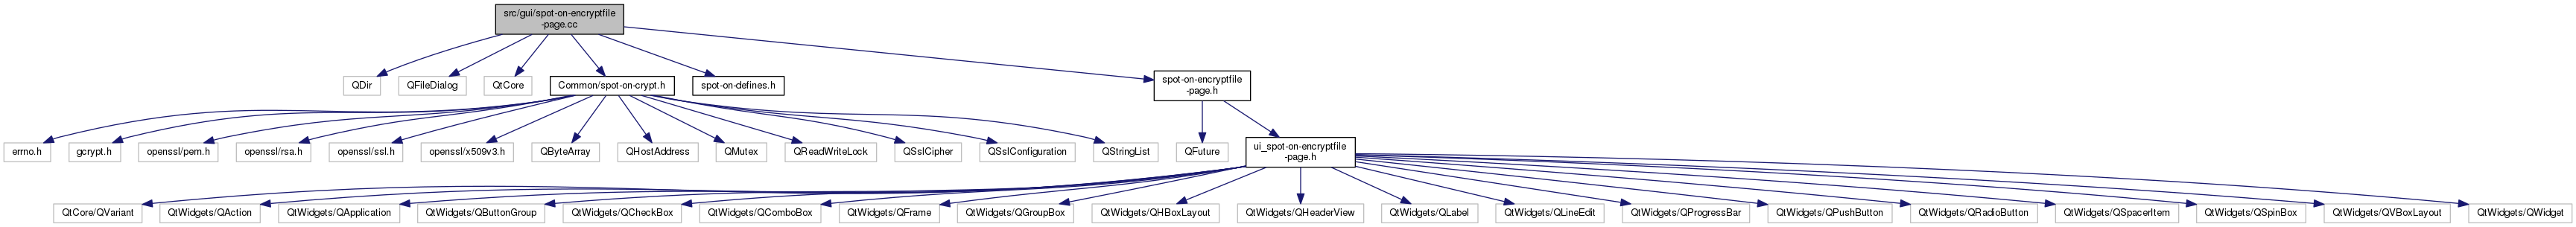 src/gui/spot-on-encryptfile
-page.cc
QDir
QFileDialog
QtCore
Common/spot-on-crypt.h
spot-on-defines.h
spot-on-encryptfile
-page.h
errno.h
gcrypt.h
openssl/pem.h
openssl/rsa.h
openssl/ssl.h
openssl/x509v3.h
QByteArray
QHostAddress
QMutex
QReadWriteLock
QSslCipher
QSslConfiguration
QStringList
QFuture
ui_spot-on-encryptfile
-page.h
QtCore/QVariant
QtWidgets/QAction
QtWidgets/QApplication
QtWidgets/QButtonGroup
QtWidgets/QCheckBox
QtWidgets/QComboBox
QtWidgets/QFrame
QtWidgets/QGroupBox
QtWidgets/QHBoxLayout
QtWidgets/QHeaderView
QtWidgets/QLabel
QtWidgets/QLineEdit
QtWidgets/QProgressBar
QtWidgets/QPushButton
QtWidgets/QRadioButton
QtWidgets/QSpacerItem
QtWidgets/QSpinBox
QtWidgets/QVBoxLayout
QtWidgets/QWidget